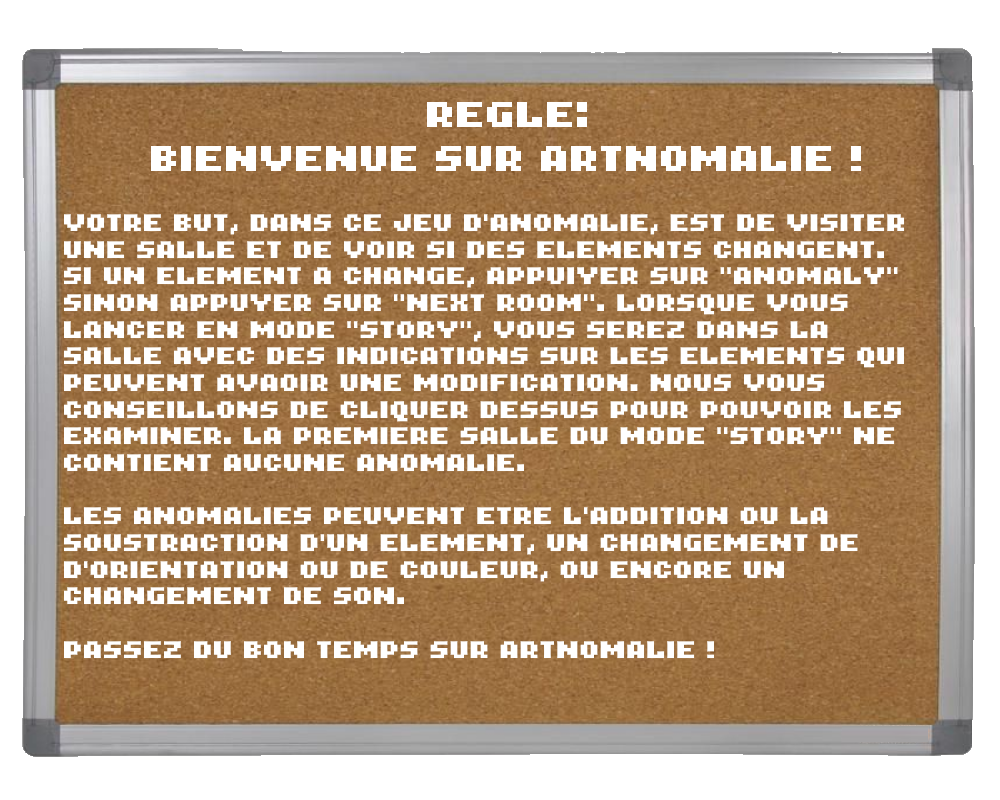 REGLE:
BIENVENUE SUR ARTNOMALIE !
VOTRE BUT, DANS CE JEU D'ANOMALIE, EST DE VISITER
UNE SALLE ET DE VOIR SI DES ELEMENTS CHANGENT.
SI UN ELEMENT A CHANGE, APPUIYER SUR "ANOMALY"
SINON APPUYER SUR "NEXT ROOM". LORSQUE VOUS
LANCER EN MODE "STORY", VOUS SEREZ DANS LA
SALLE AVEC DES INDICATIONS SUR LES ELEMENTS QUI
PEUVENT AVAOIR UNE MODIFICATION. NOUS VOUS
CONSEILLONS DE CLIQUER DESSUS POUR POUVOIR LES
EXAMINER. LA PREMIERE SALLE DU MODE "STORY" NE
CONTIENT AUCUNE ANOMALIE.
LES ANOMALIES PEUVENT ETRE L'ADDITION OU LA
SOUSTRACTION D'UN ELEMENT, UN CHANGEMENT DE
D'ORIENTATION OU DE COULEUR, OU ENCORE UN
CHANGEMENT DE SON.
PASSEZ DU BON TEMPS SUR ARTNOMALIE !